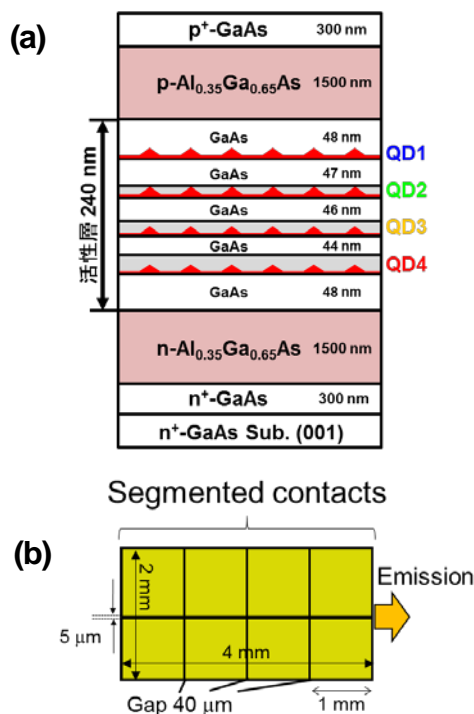 (a)
p⁺-GaAs 300 nm
p-Al₀.₃₅Ga₀.₆₅As 1500 nm
活性層 240 nm
GaAs 48 nm
QD1
GaAs 47 nm
QD2
GaAs 46 nm
QD3
GaAs 44 nm
QD4
GaAs 48 nm
n-Al₀.₃₅Ga₀.₆₅As 1500 nm
n⁺-GaAs 300 nm
n⁺-GaAs Sub. (001)
Segmented contacts
(b)
Emission
2 mm
5 μm
4 mm
Gap 40 μm
1 mm